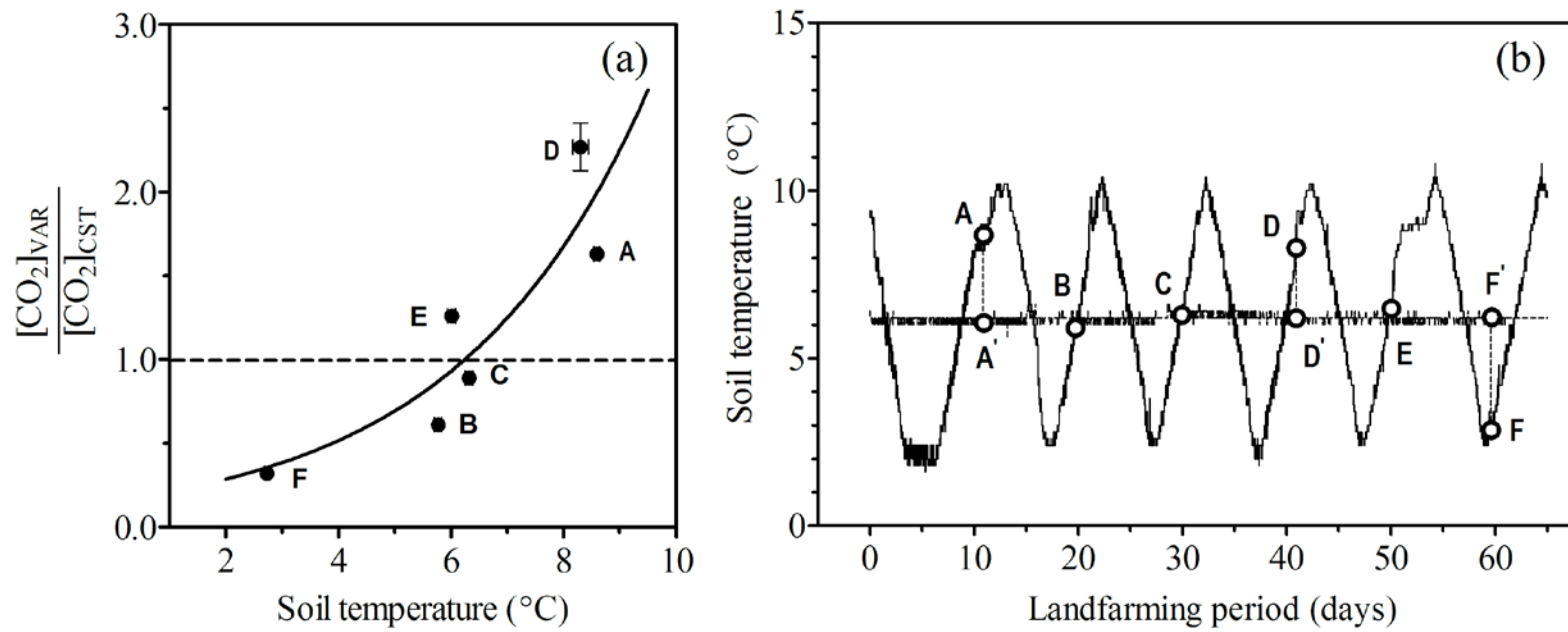 3.0
2.0
1.0
0.0
[CO₂]VAR
[CO₂]CST
(a)
D
A
E
C
B
F
2 4 6 8 10
Soil temperature (°C)
15
10
5
0
Soil temperature (°C)
(b)
A
D
B
C
F'
A'
D'
E
F
0 10 20 30 40 50 60
Landfarming period (days)